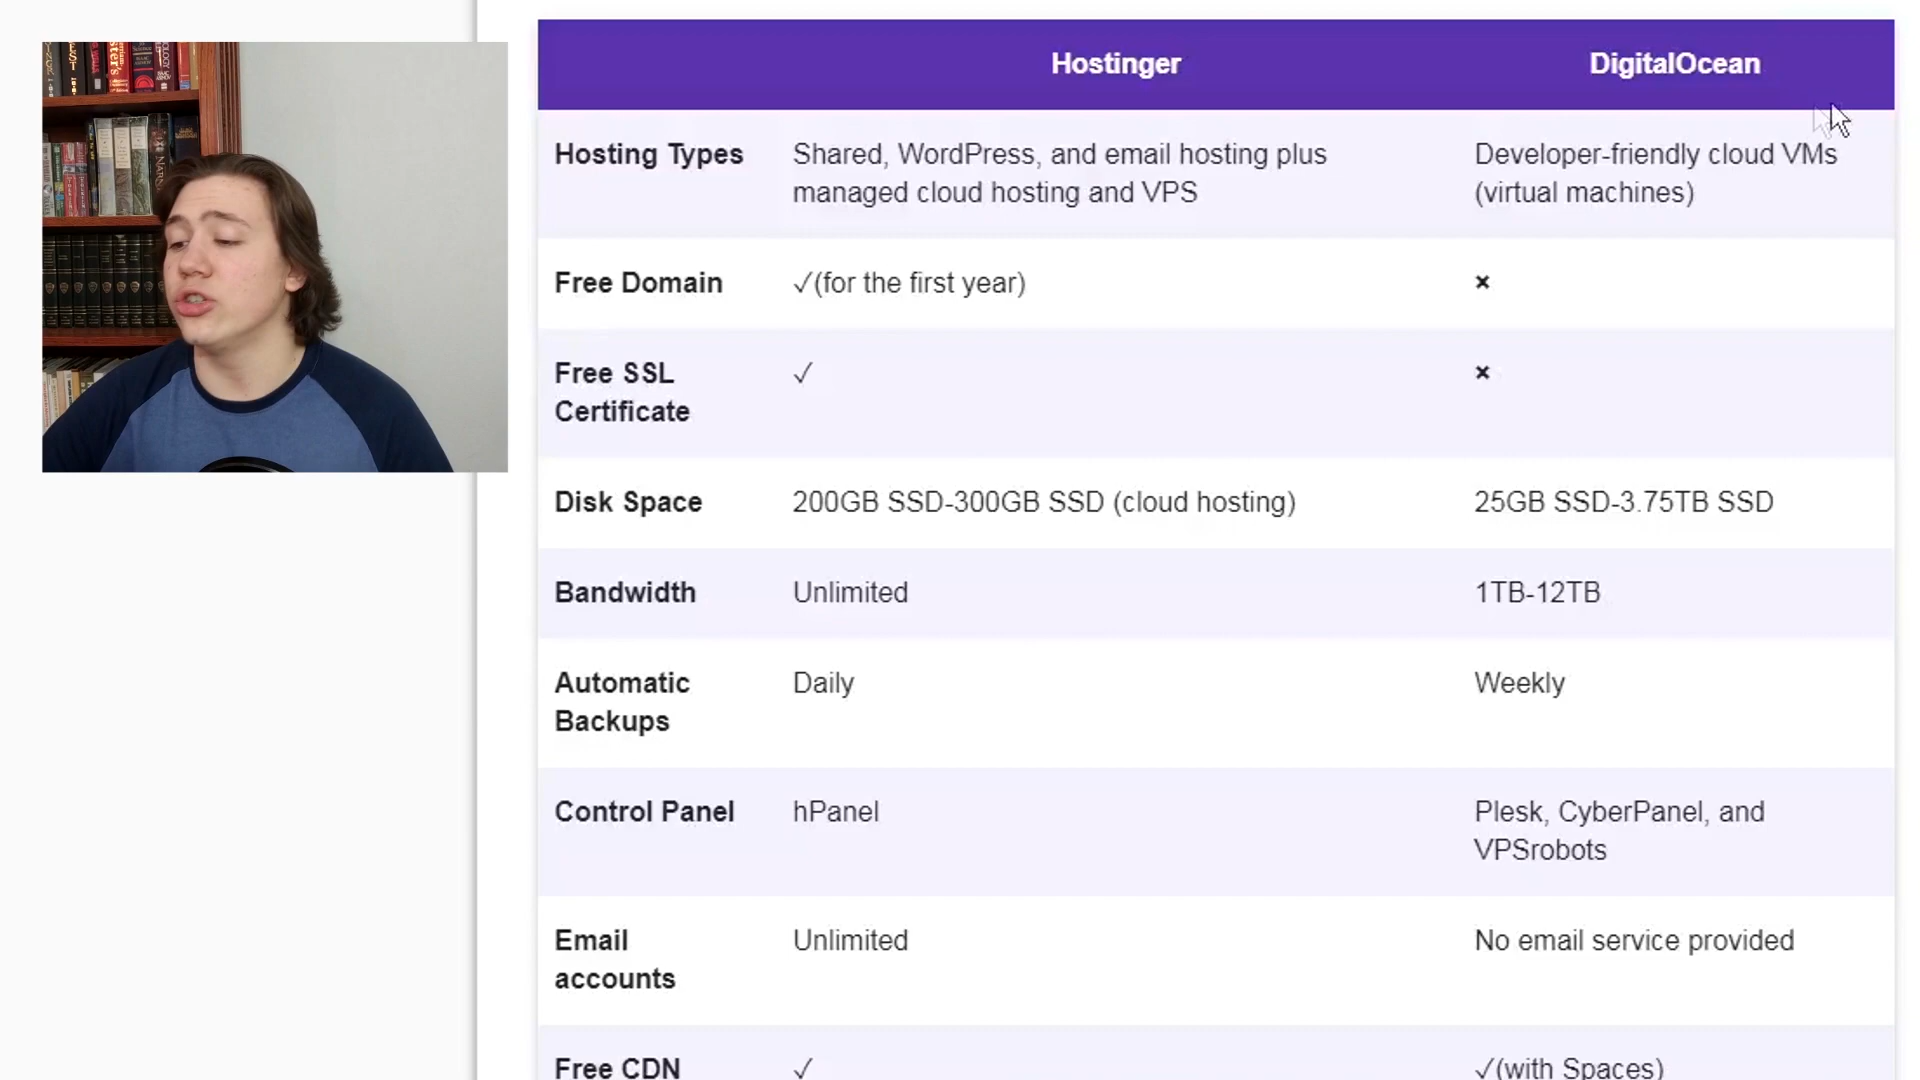 Hostinger DigitalOcean
Hosting Types Shared, WordPress, and email hosting plus Developer-friendly cloud VMs
managed cloud hosting and VPS (virtual machines)
Free Domain ✓(for the first year) ×
Free SSL ✓ ×
Certificate
Disk Space 200GB SSD-300GB SSD (cloud hosting) 25GB SSD-3.75TB SSD
Bandwidth Unlimited 1TB-12TB
Automatic Daily Weekly
Backups
Control Panel hPanel Plesk, CyberPanel, and
VPSrobots
Email Unlimited No email service provided
accounts
Free CDN ✓ ✓(with Spaces)